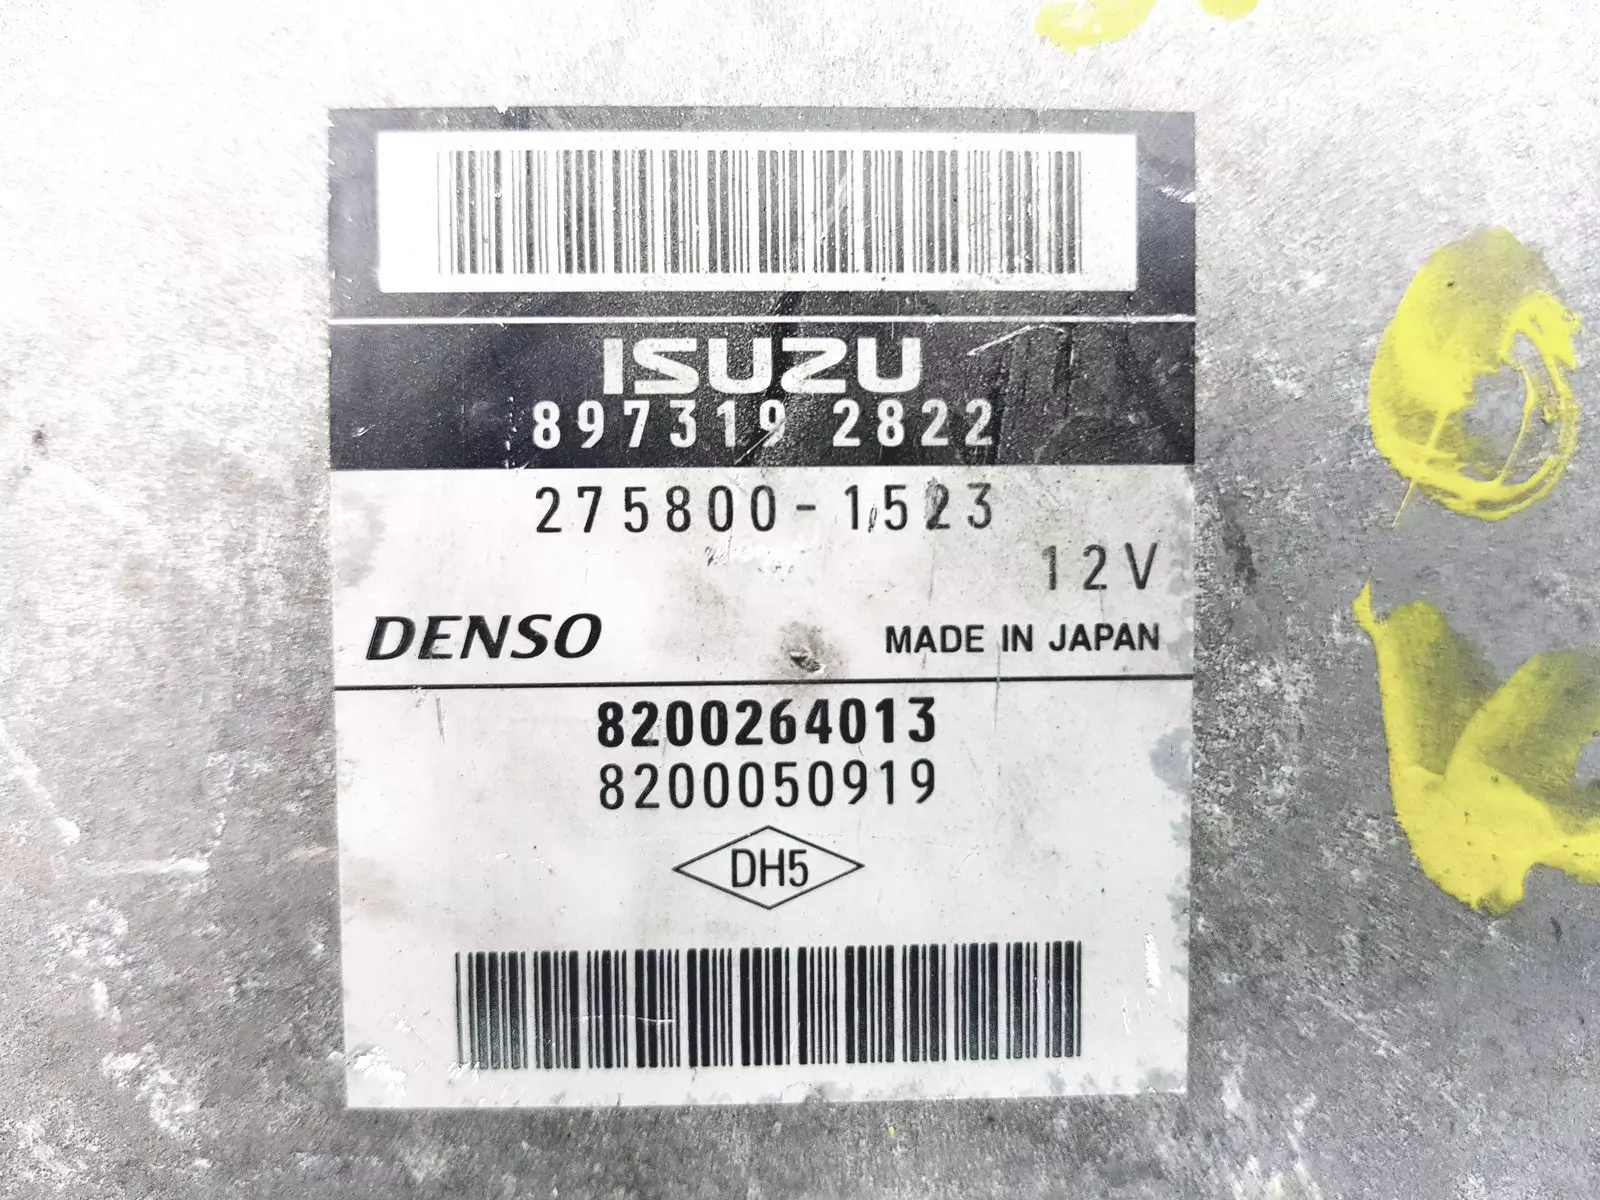 ISUZU
897319 2822
275800-1523
12V
DENSO MADE IN JAPAN
8200264013
8200050919
DH5